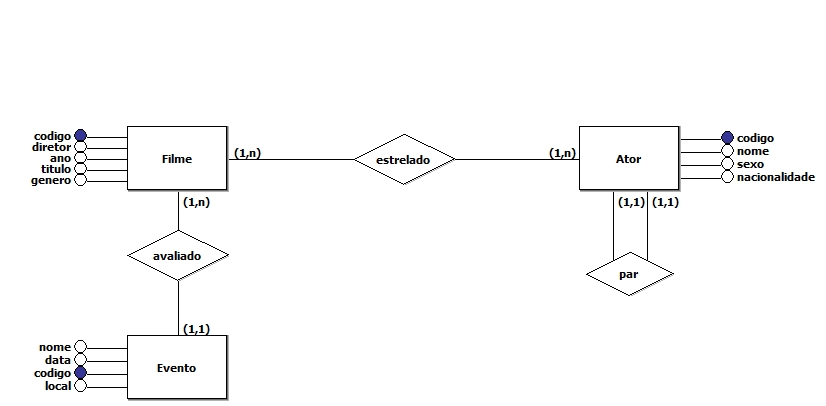 codigo
diretor
ano
titulo
genero
Filme
(1,n)
estrelado
(1,n)
Ator
codigo
nome
sexo
nacionalidade
(1,n)
(1,1)
(1,1)
avaliado
par
(1,1)
nome
data
codigo
local
Evento